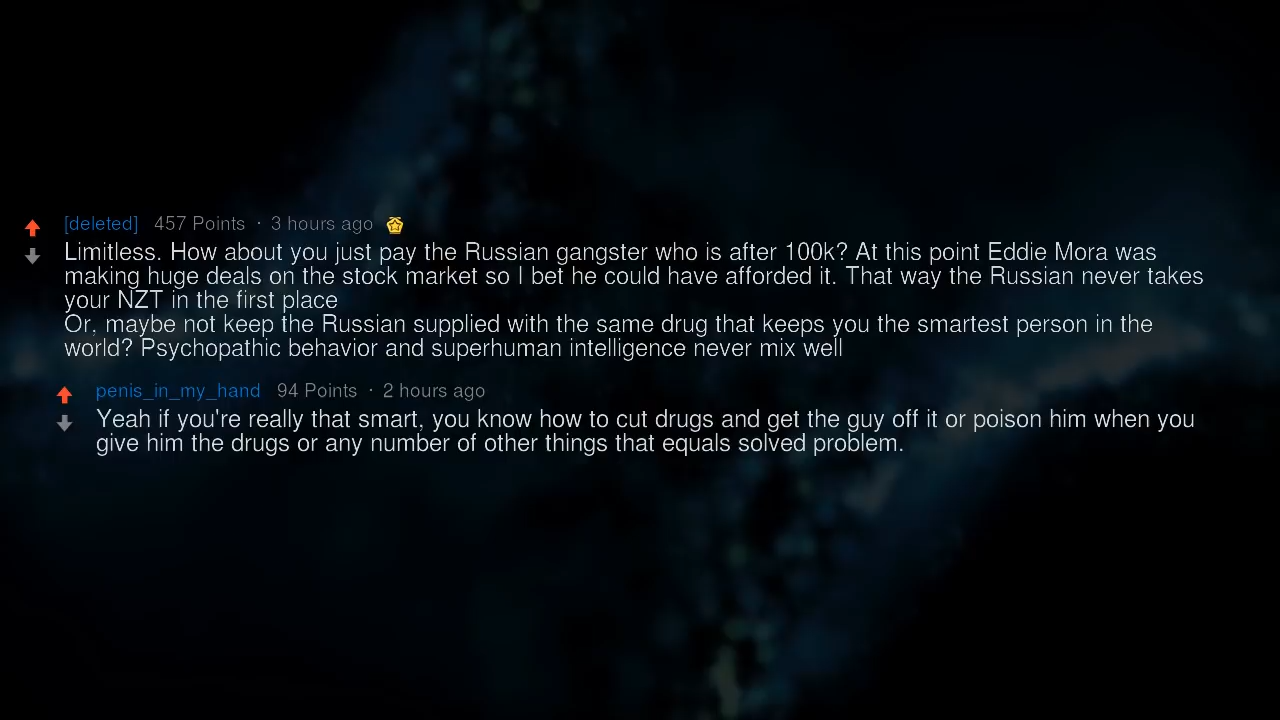 [deleted] 457 Points · 3 hours ago
Limitless. How about you just pay the Russian gangster who is after 100k? At this point Eddie Mora was
making huge deals on the stock market so I bet he could have afforded it. That way the Russian never takes
your NZT in the first place
Or, maybe not keep the Russian supplied with the same drug that keeps you the smartest person in the
world? Psychopathic behavior and superhuman intelligence never mix well
penis_in_my_hand 94 Points · 2 hours ago
Yeah if you're really that smart, you know how to cut drugs and get the guy off it or poison him when you
give him the drugs or any number of other things that equals solved problem.